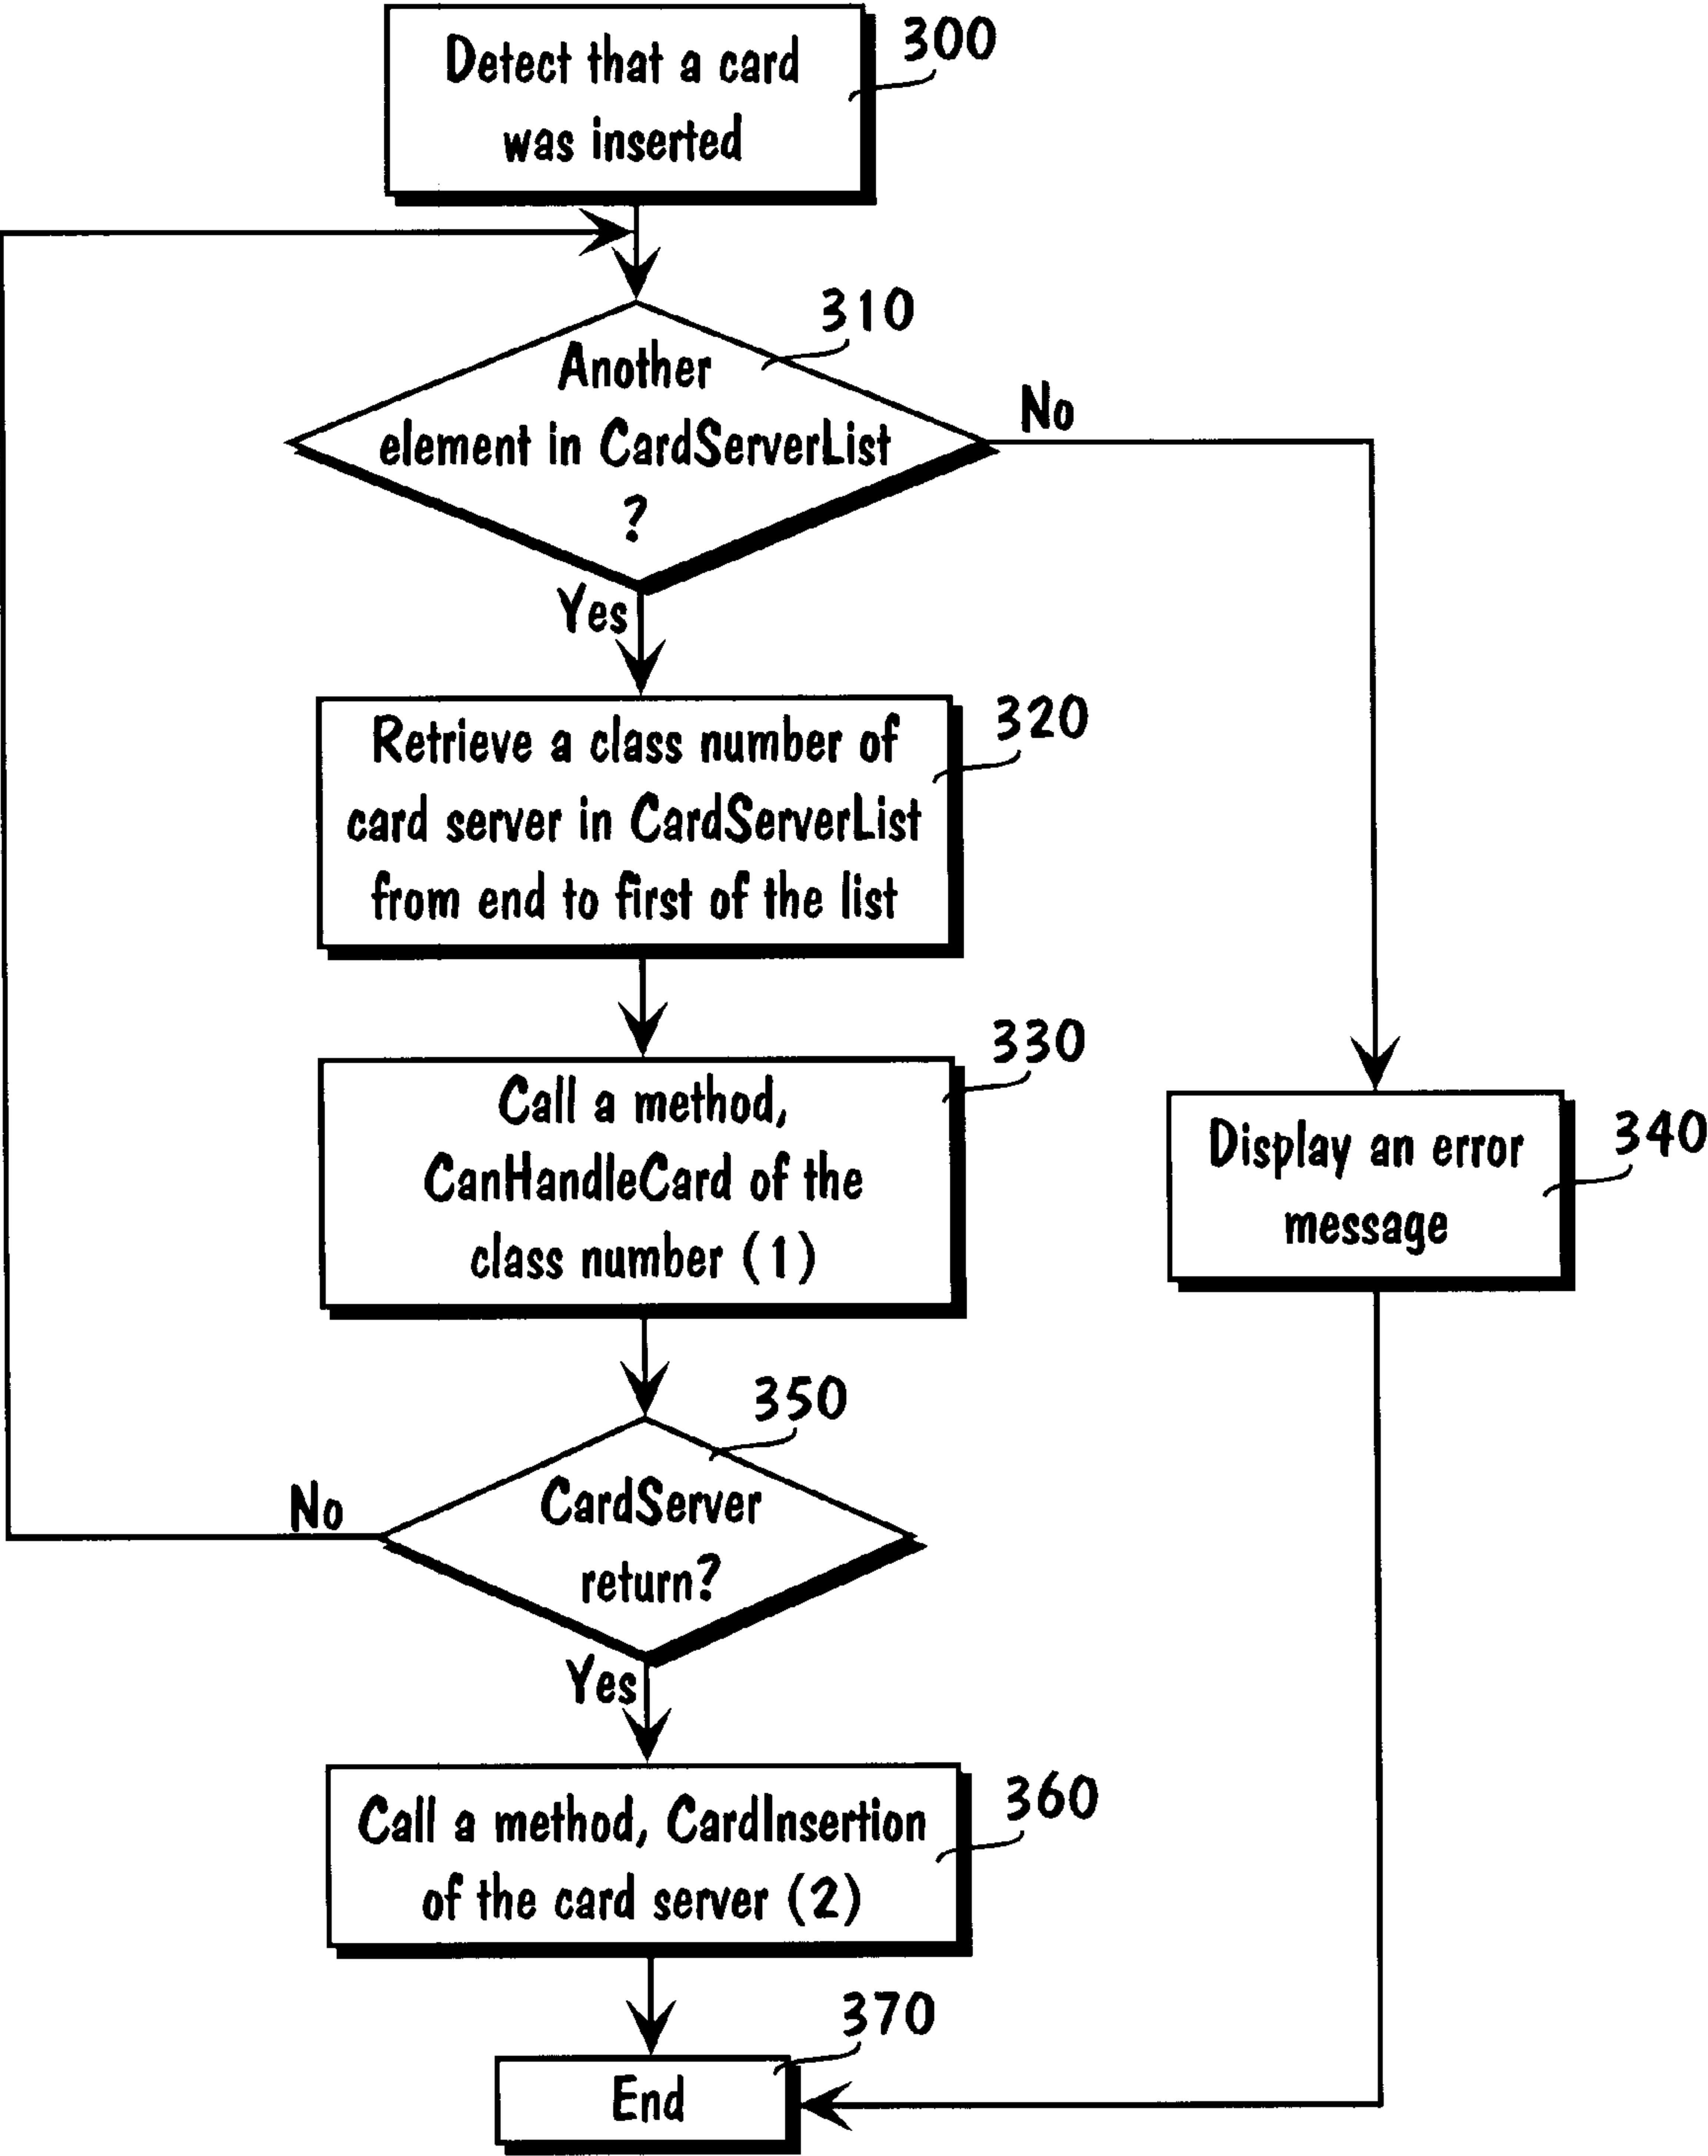 Detect that a card
was inserted
300
310
Another
element in CardServerList
?
No
Yes
Retrieve a class number of
card server in CardServerList
from end to first of the list
320
330
Call a method,
CanHandleCard of the
class number (1)
Display an error
message
340
350
CardServer
return?
No
Yes
Call a method, CardInsertion
of the card server (2)
360
370
End